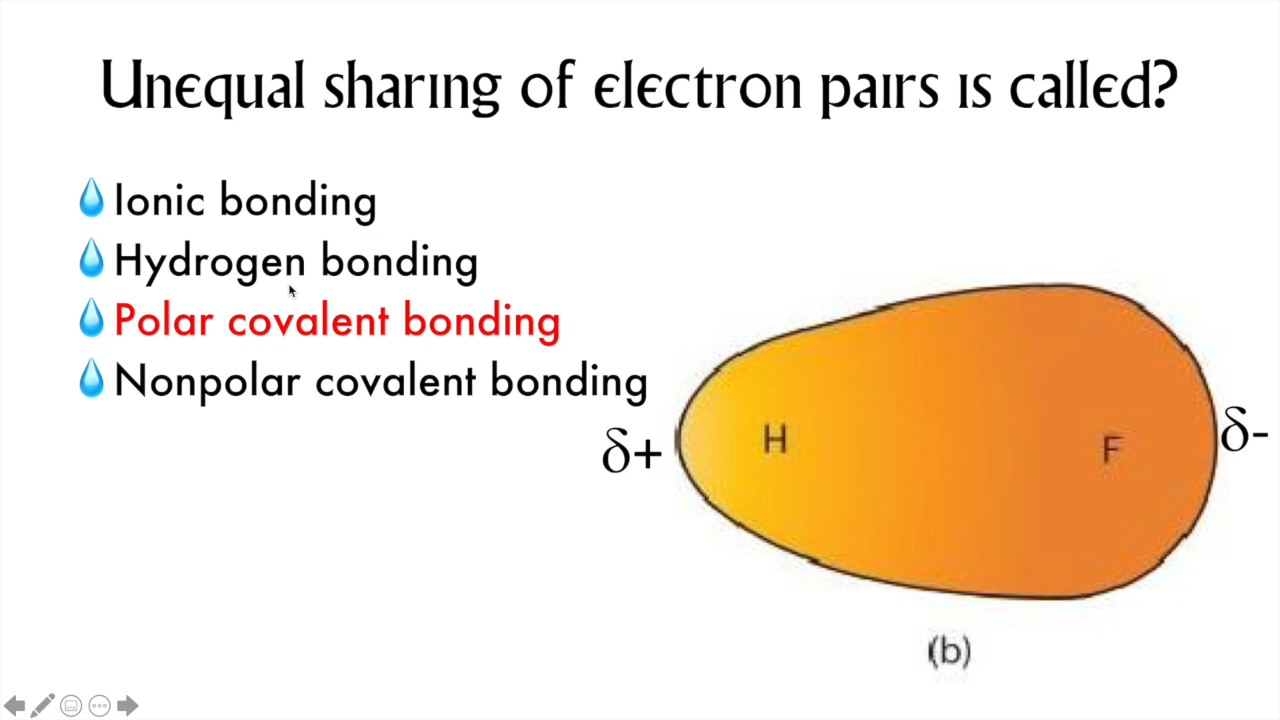 Unequal sharing of electron pairs is called?
Ionic bonding
Hydrogen bonding
Polar covalent bonding
Nonpolar covalent bonding
δ+
H
F
δ-
(b)